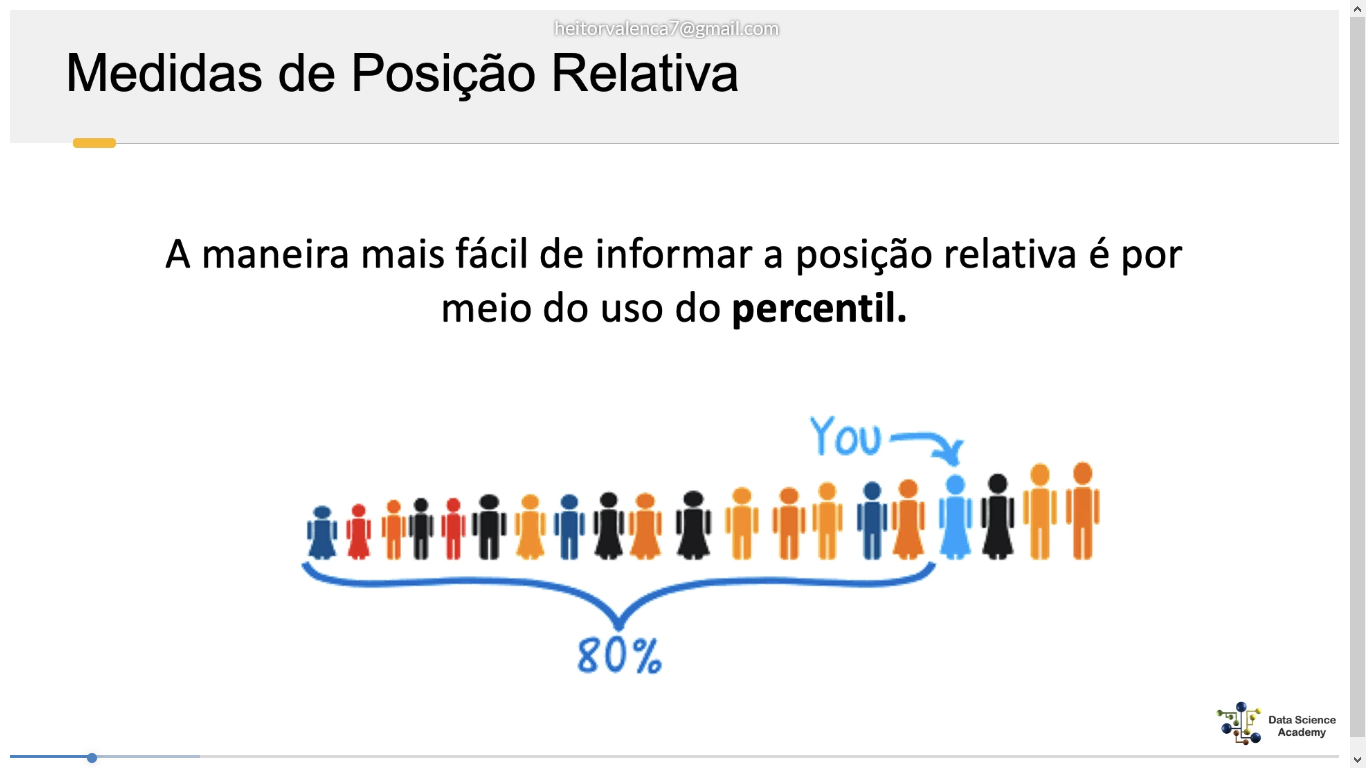 heitorvalenca7@gmail.com
Medidas de Posição Relativa
A maneira mais fácil de informar a posição relativa é por
meio do uso do percentil.
You
80%
Data Science
Academy